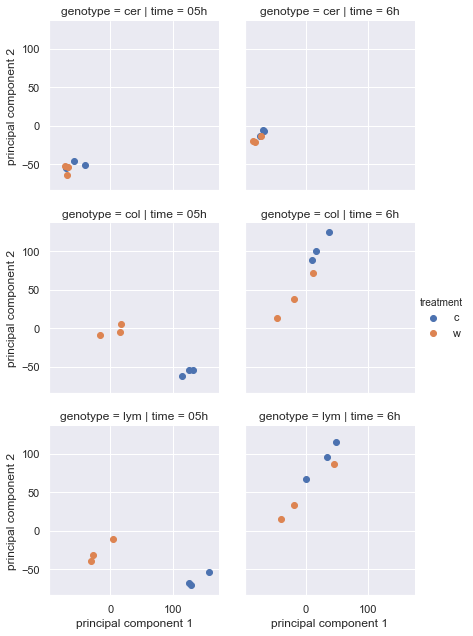 genotype = cer | time = 05h
genotype = cer | time = 6h
principal component 2
100
50
0
−50
genotype = col | time = 05h
genotype = col | time = 6h
principal component 2
100
50
0
−50
treatment
c
w
genotype = lym | time = 05h
genotype = lym | time = 6h
principal component 2
100
50
0
−50
0
100
0
100
principal component 1
principal component 1